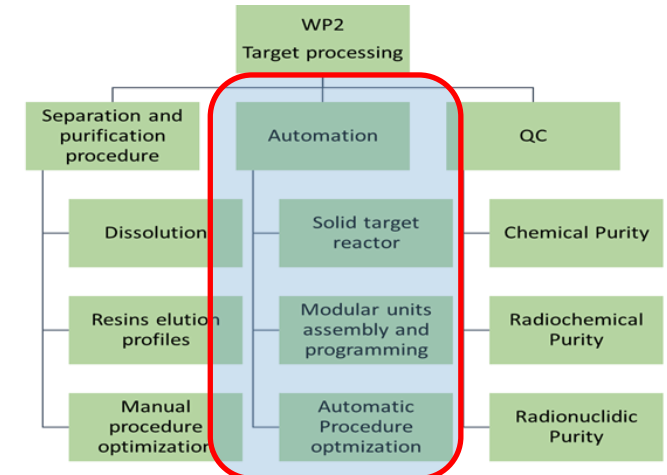 WP2
Target processing
Separation and
purification
procedure
Automation
QC
Dissolution
Solid target
reactor
Chemical Purity
Resins elution
profiles
Modular units
assembly and
programming
Radiochemical
Purity
Manual
procedure
optimization
Automatic
Procedure
optmization
Radionuclidic
Purity